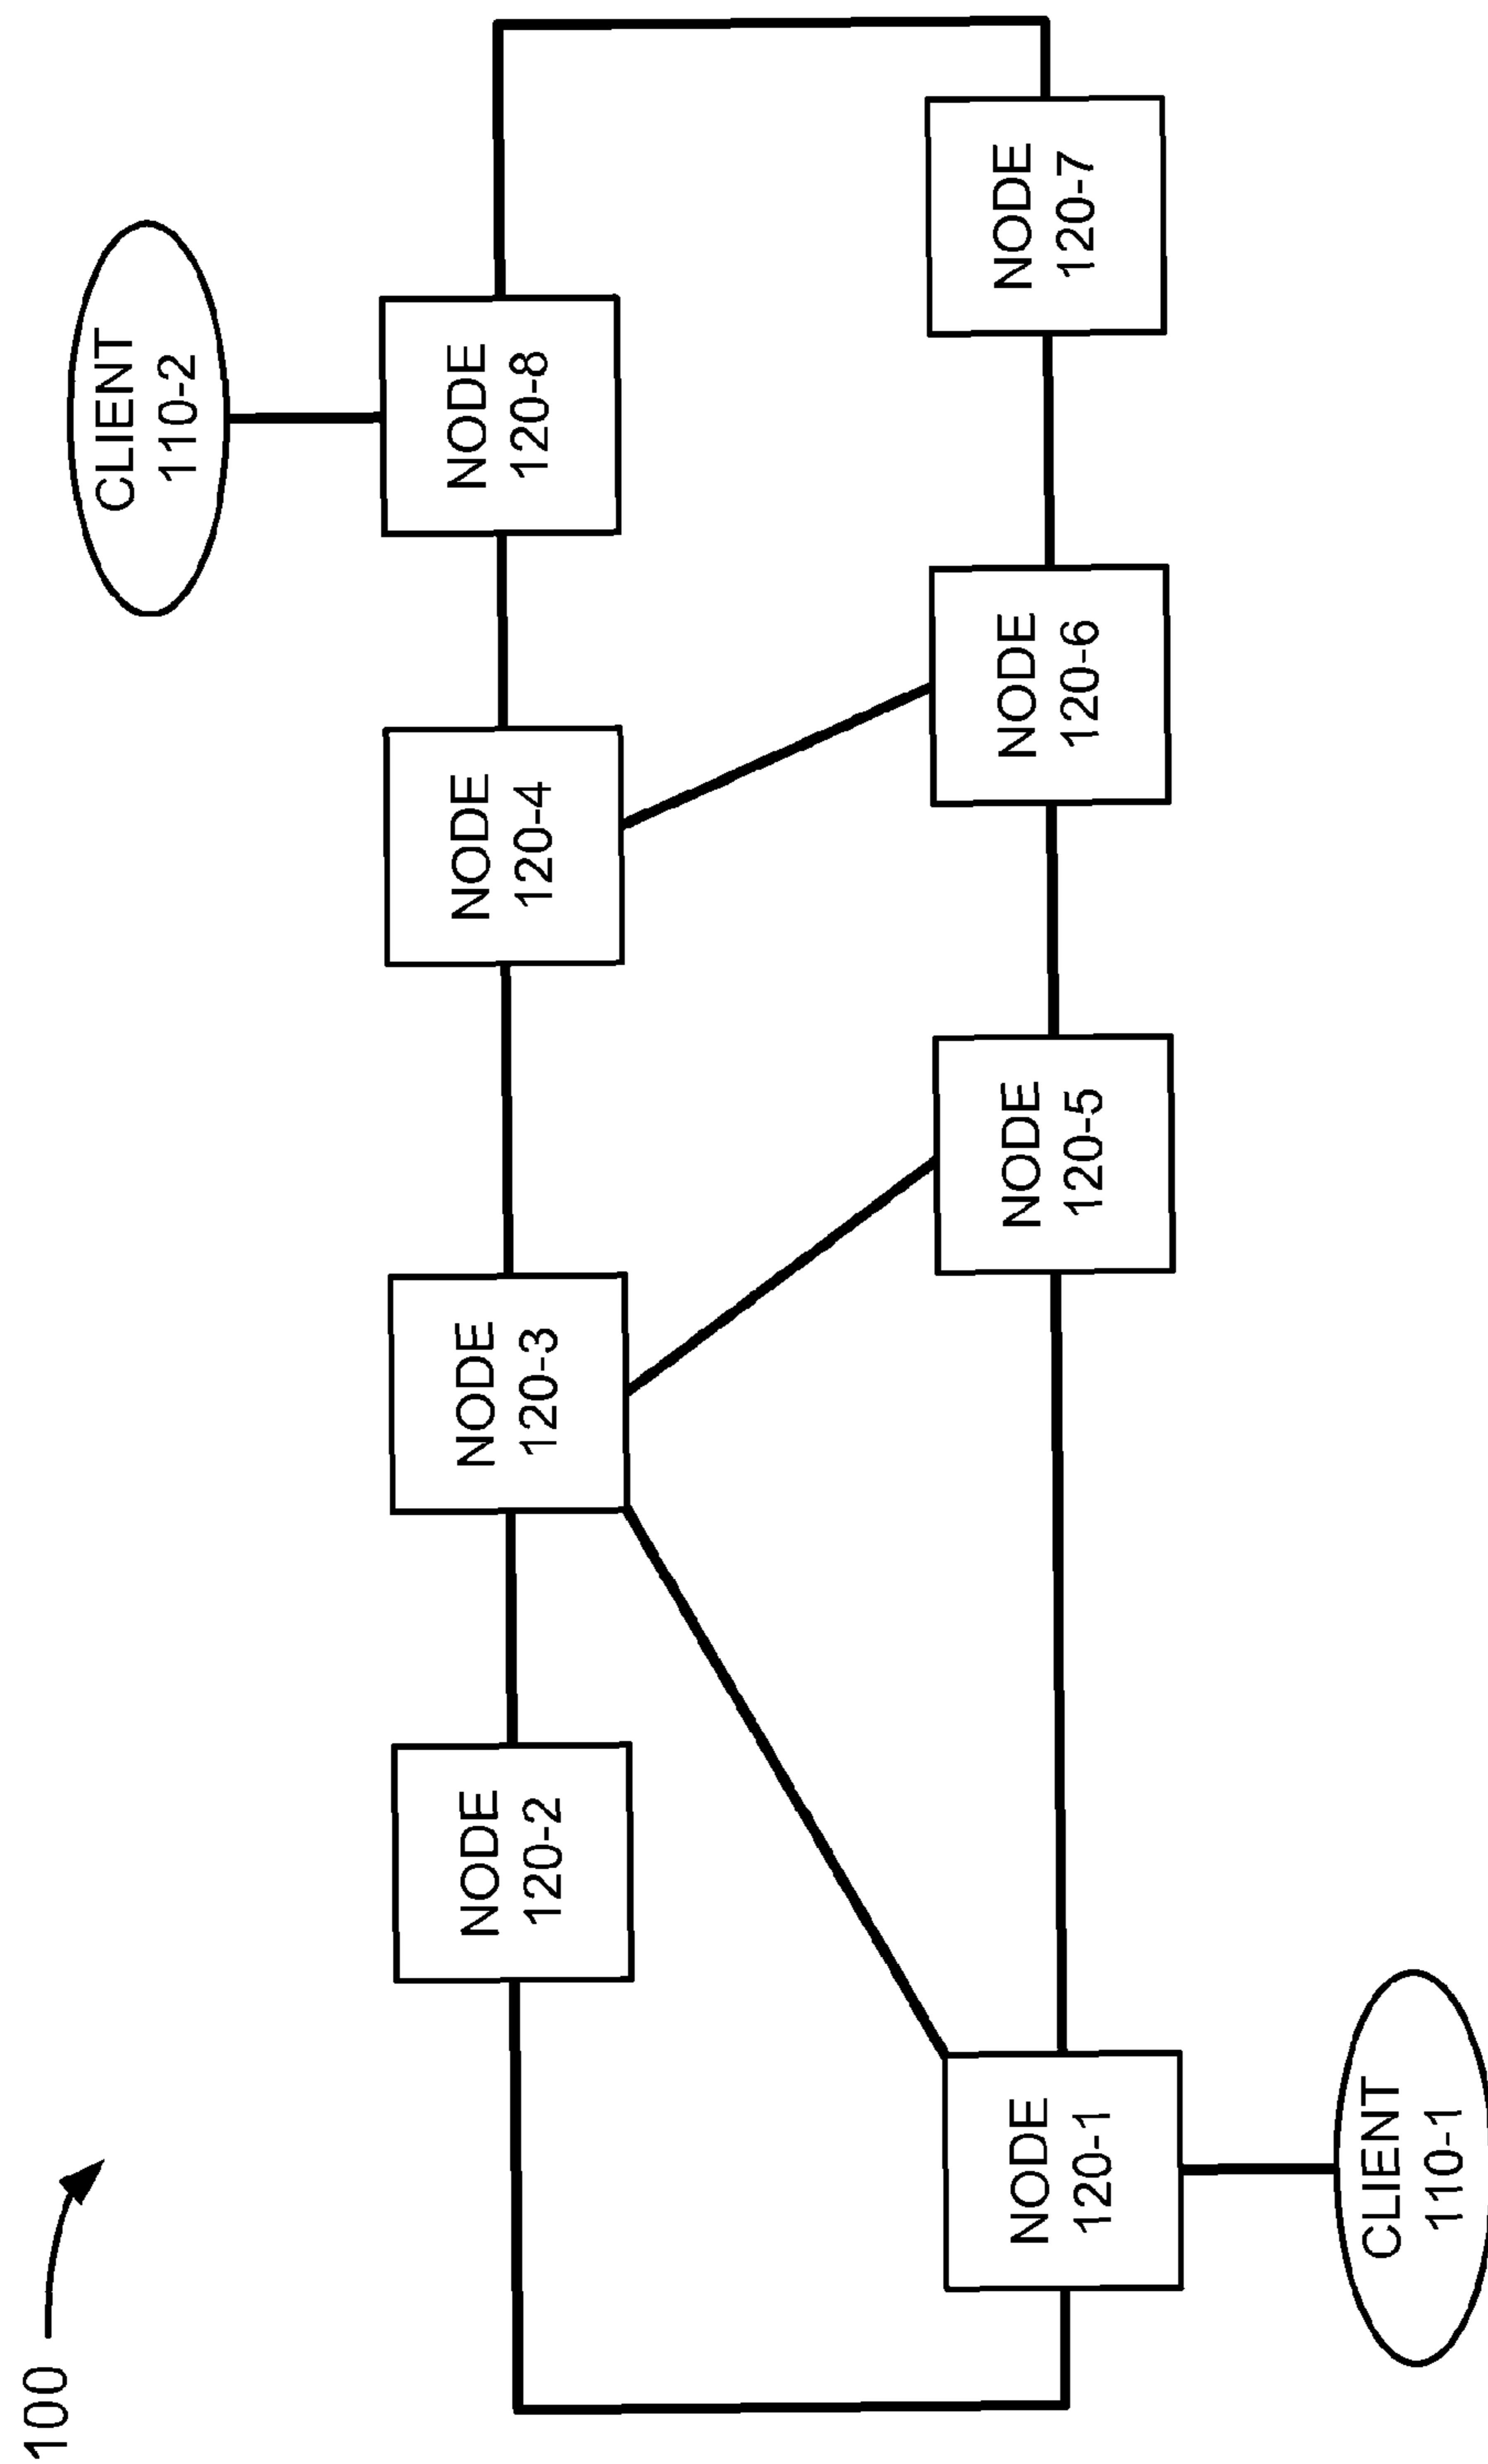 100
CLIENT
110-2
NODE
120-2
NODE
120-3
NODE
120-4
NODE
120-8
NODE
120-1
NODE
120-5
NODE
120-6
NODE
120-7
CLIENT
110-1